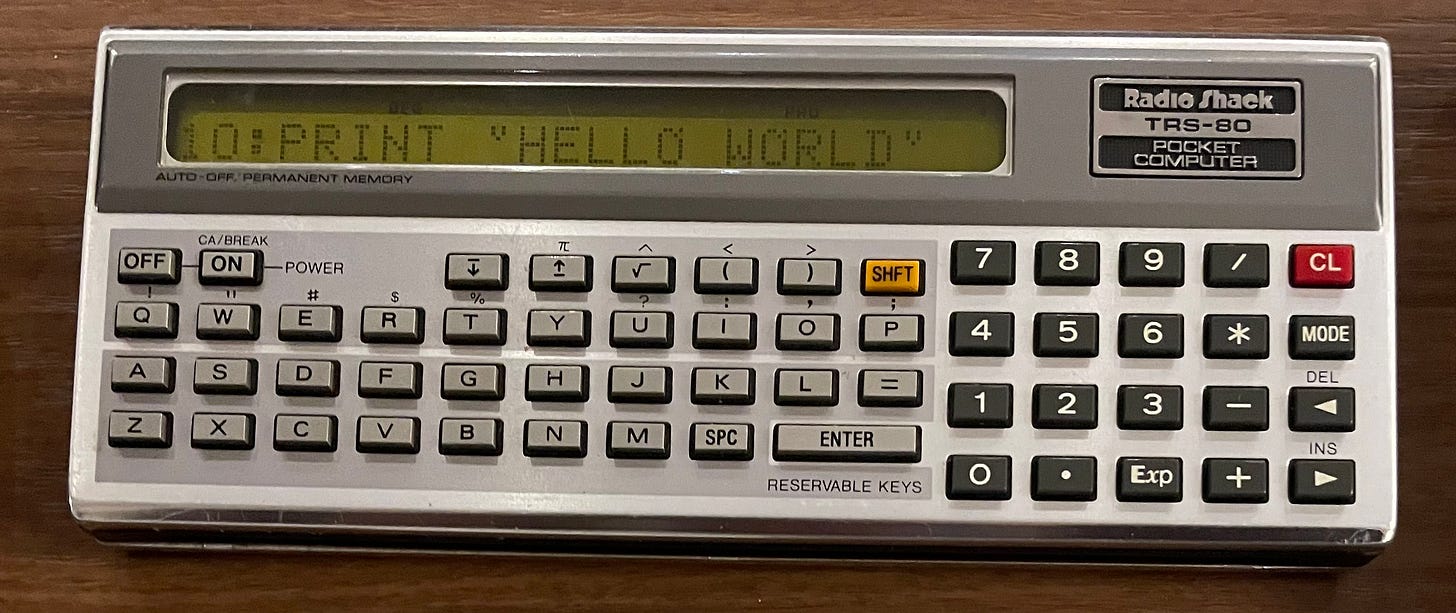 DEG PRO
10:PRINT "HELLO WORLD"
AUTO-OFF, PERMANENT MEMORY
Radio Shack
TRS-80
POCKET
COMPUTER
CA/BREAK
π ^ < >
OFF ON POWER ↓ ↑ √ ( ) SHFT
! " # $ % ? : , ;
Q W E R T Y U I O P
A S D F G H J K L =
Z X C V B N M SPC ENTER
RESERVABLE KEYS
7 8 9 / CL
4 5 6 * MODE
DEL
1 2 3 − ◄
INS
0 • Exp + ►